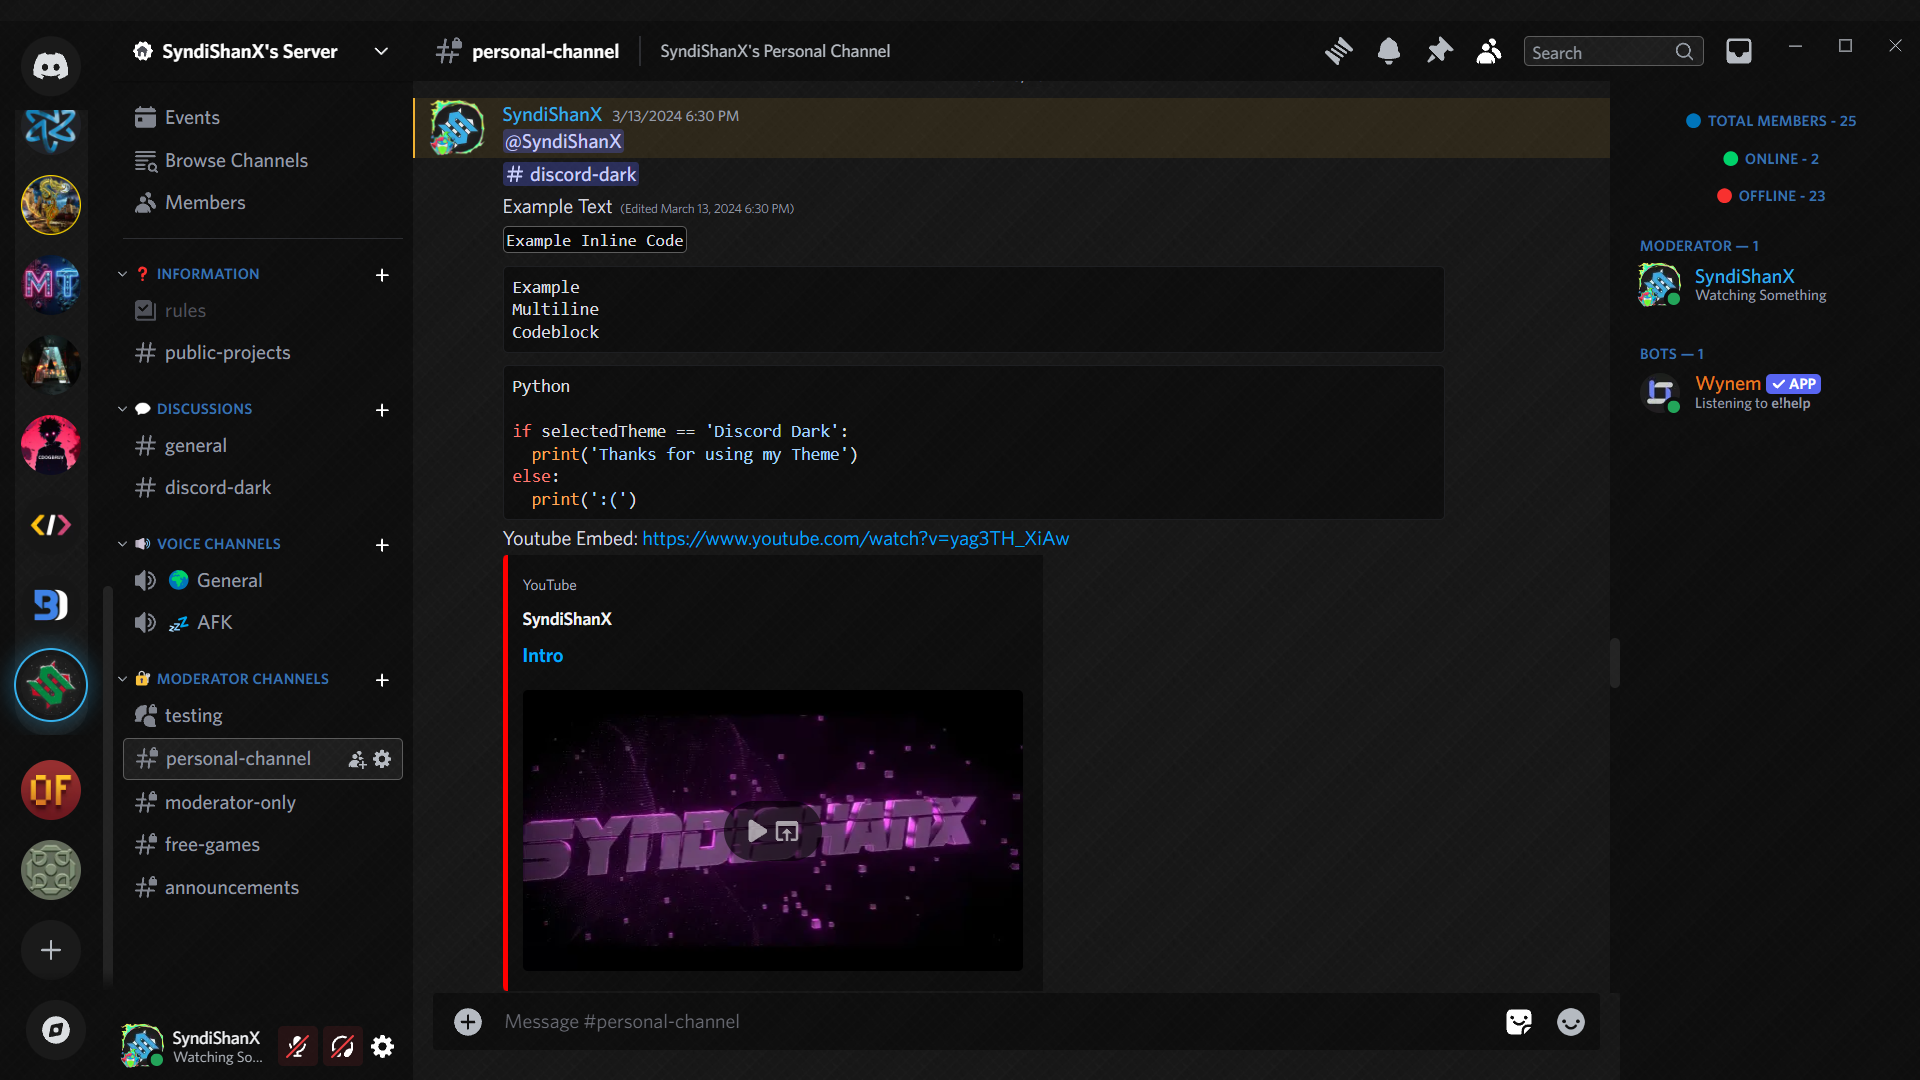 SyndiShanX's Server
personal-channel
SyndiShanX's Personal Channel
Search
Events
Browse Channels
Members
INFORMATION
rules
public-projects
DISCUSSIONS
general
discord-dark
VOICE CHANNELS
General
AFK
MODERATOR CHANNELS
testing
personal-channel
moderator-only
free-games
announcements
SyndiShanX
Watching So...
MT
A
</>
OF
SyndiShanX 3/13/2024 6:30 PM
@SyndiShanX
# discord-dark
Example Text (Edited March 13, 2024 6:30 PM)
Example Inline Code
Example
Multiline
Codeblock
Python
if selectedTheme == 'Discord Dark':
print('Thanks for using my Theme')
else:
print(':(')
Youtube Embed: https://www.youtube.com/watch?v=yag3TH_XiAw
YouTube
SyndiShanX
Intro
SYNDISHANX
Message #personal-channel
TOTAL MEMBERS - 25
ONLINE - 2
OFFLINE - 23
MODERATOR — 1
SyndiShanX
Watching Something
BOTS — 1
Wynem APP
Listening to e!help